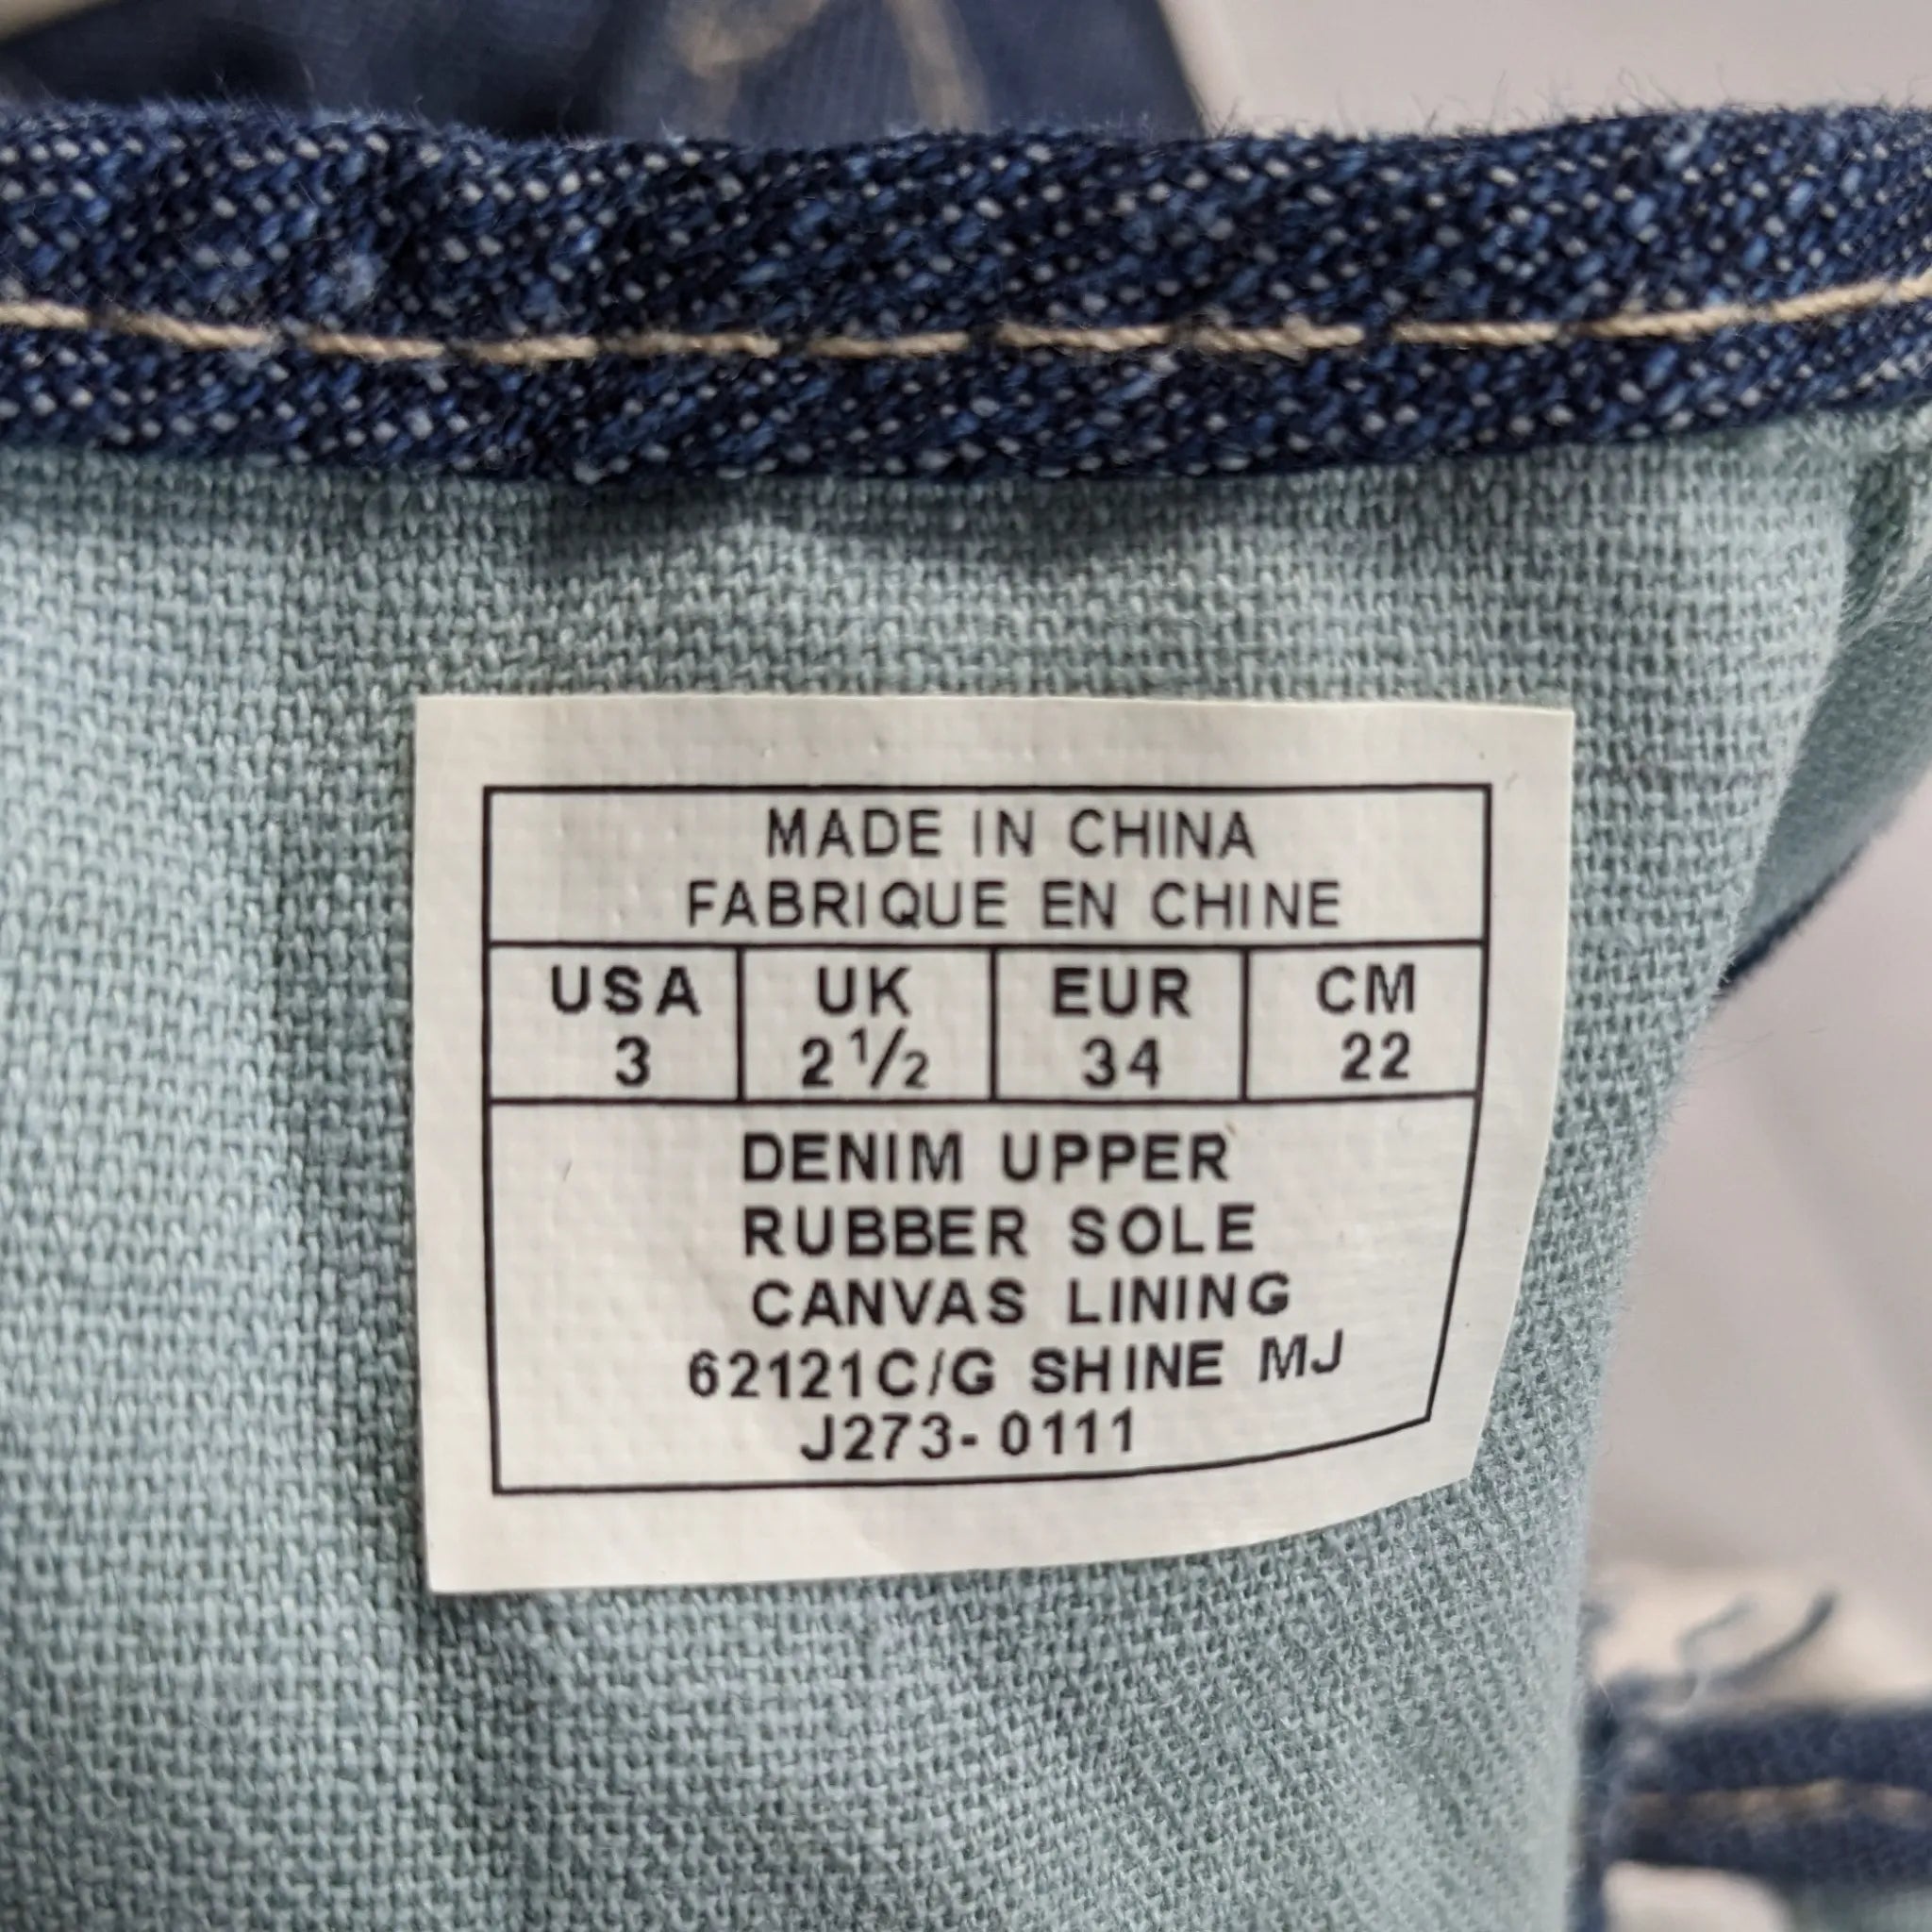 MADE IN CHINA
FABRIQUE EN CHINE
USA UK EUR CM
3 2 1/2 34 22
DENIM UPPER
RUBBER SOLE
CANVAS LINING
62121C/G SHINE MJ
J273-0111